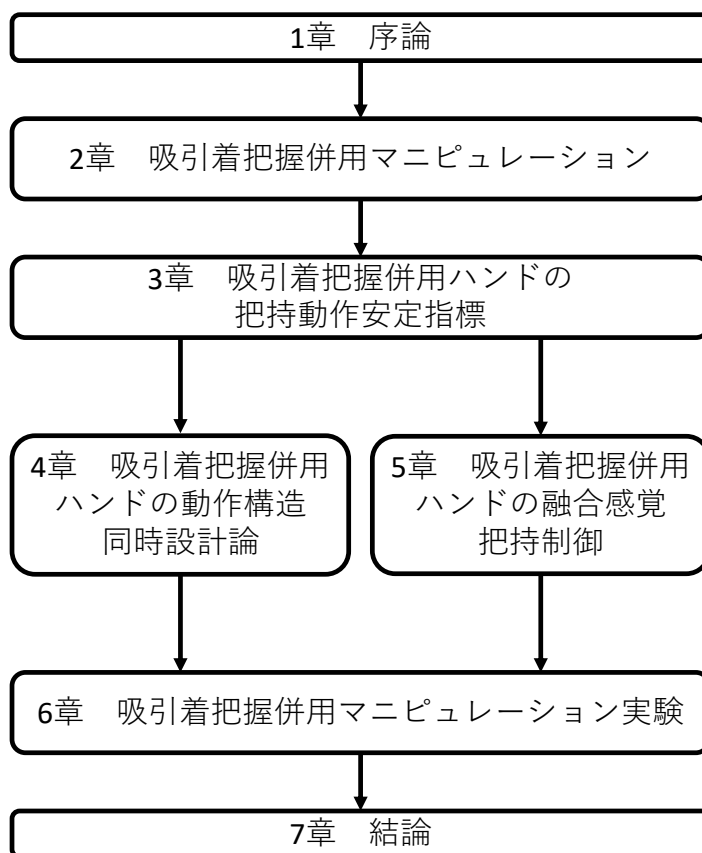 1章　序論
2章　吸引着把握併用マニピュレーション
3章　吸引着把握併用ハンドの
把持動作安定指標
4章　吸引着把握併用
ハンドの動作構造
同時設計論
5章　吸引着把握併用
ハンドの融合感覚
把持制御
6章　吸引着把握併用マニピュレーション実験
7章　結論